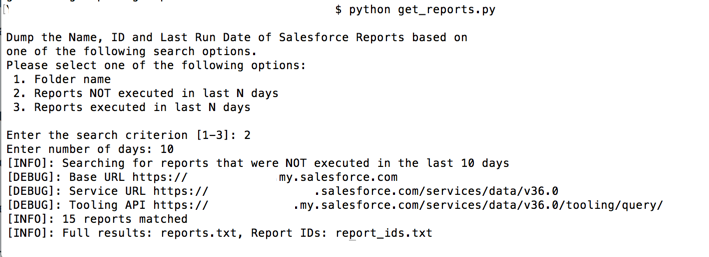 $ python get_reports.py
Dump the Name, ID and Last Run Date of Salesforce Reports based on
one of the following search options.
Please select one of the following options:
1. Folder name
2. Reports NOT executed in last N days
3. Reports executed in last N days
Enter the search criterion [1-3]: 2
Enter number of days: 10
[INFO]: Searching for reports that were NOT executed in the last 10 days
[DEBUG]: Base URL https:// my.salesforce.com
[DEBUG]: Service URL https:// .salesforce.com/services/data/v36.0
[DEBUG]: Tooling API https:// .my.salesforce.com/services/data/v36.0/tooling/query/
[INFO]: 15 reports matched
[INFO]: Full results: reports.txt, Report IDs: report_ids.txt